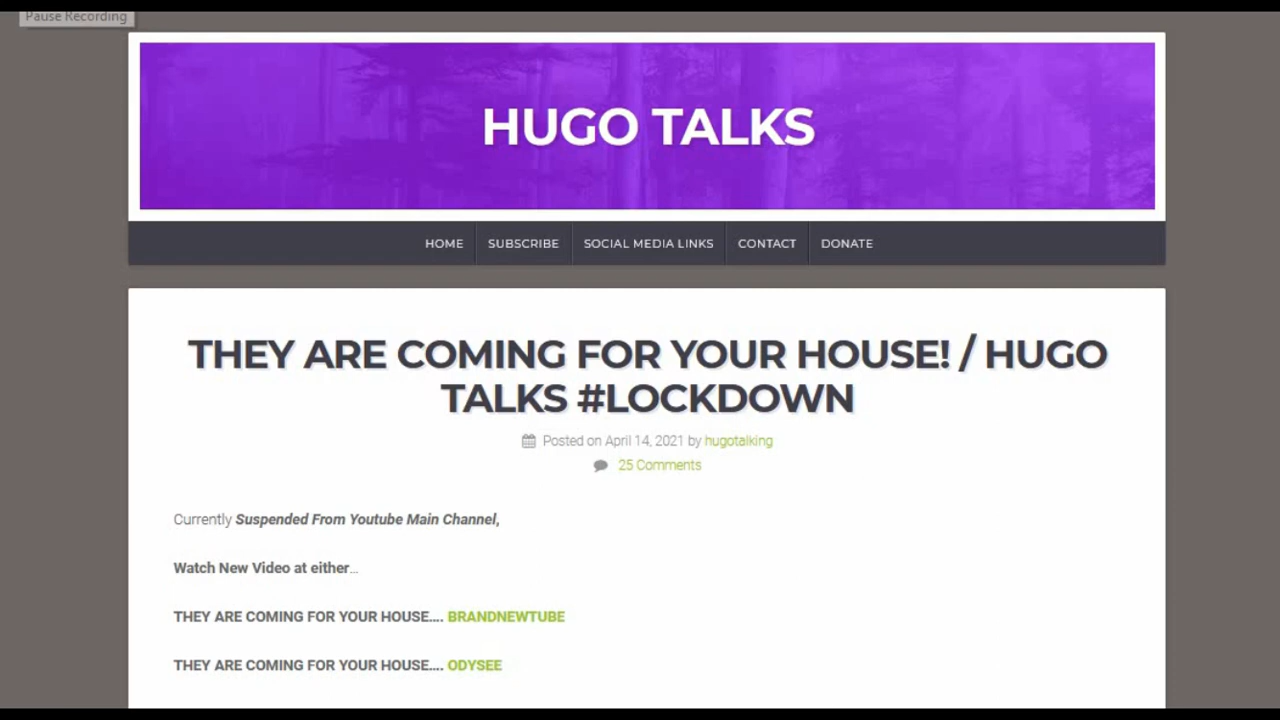 Pause Recording
HUGO TALKS
HOME SUBSCRIBE SOCIAL MEDIA LINKS CONTACT DONATE
THEY ARE COMING FOR YOUR HOUSE! / HUGO
TALKS #LOCKDOWN
Posted on April 14, 2021 by hugotalking
25 Comments
Currently Suspended From Youtube Main Channel,
Watch New Video at either...
THEY ARE COMING FOR YOUR HOUSE.... BRANDNEWTUBE
THEY ARE COMING FOR YOUR HOUSE.... ODYSEE